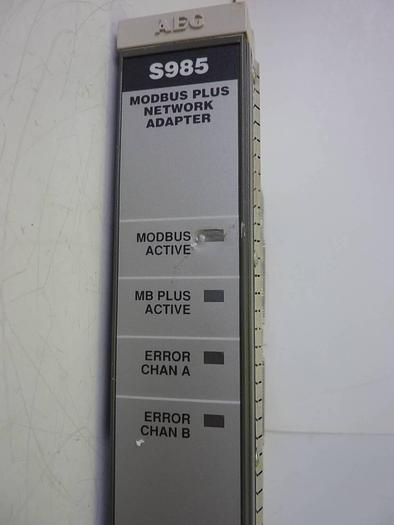 AEG
S985
MODBUS PLUS
NETWORK
ADAPTER
MODBUS
ACTIVE
MB PLUS
ACTIVE
ERROR
CHAN A
ERROR
CHAN B